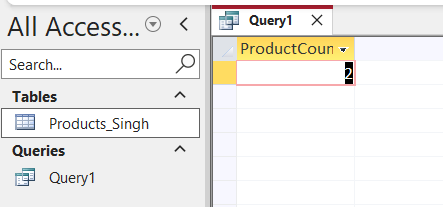 All Access...
Search...
Tables
Products_Singh
Queries
Query1
Query1
ProductCoun
2